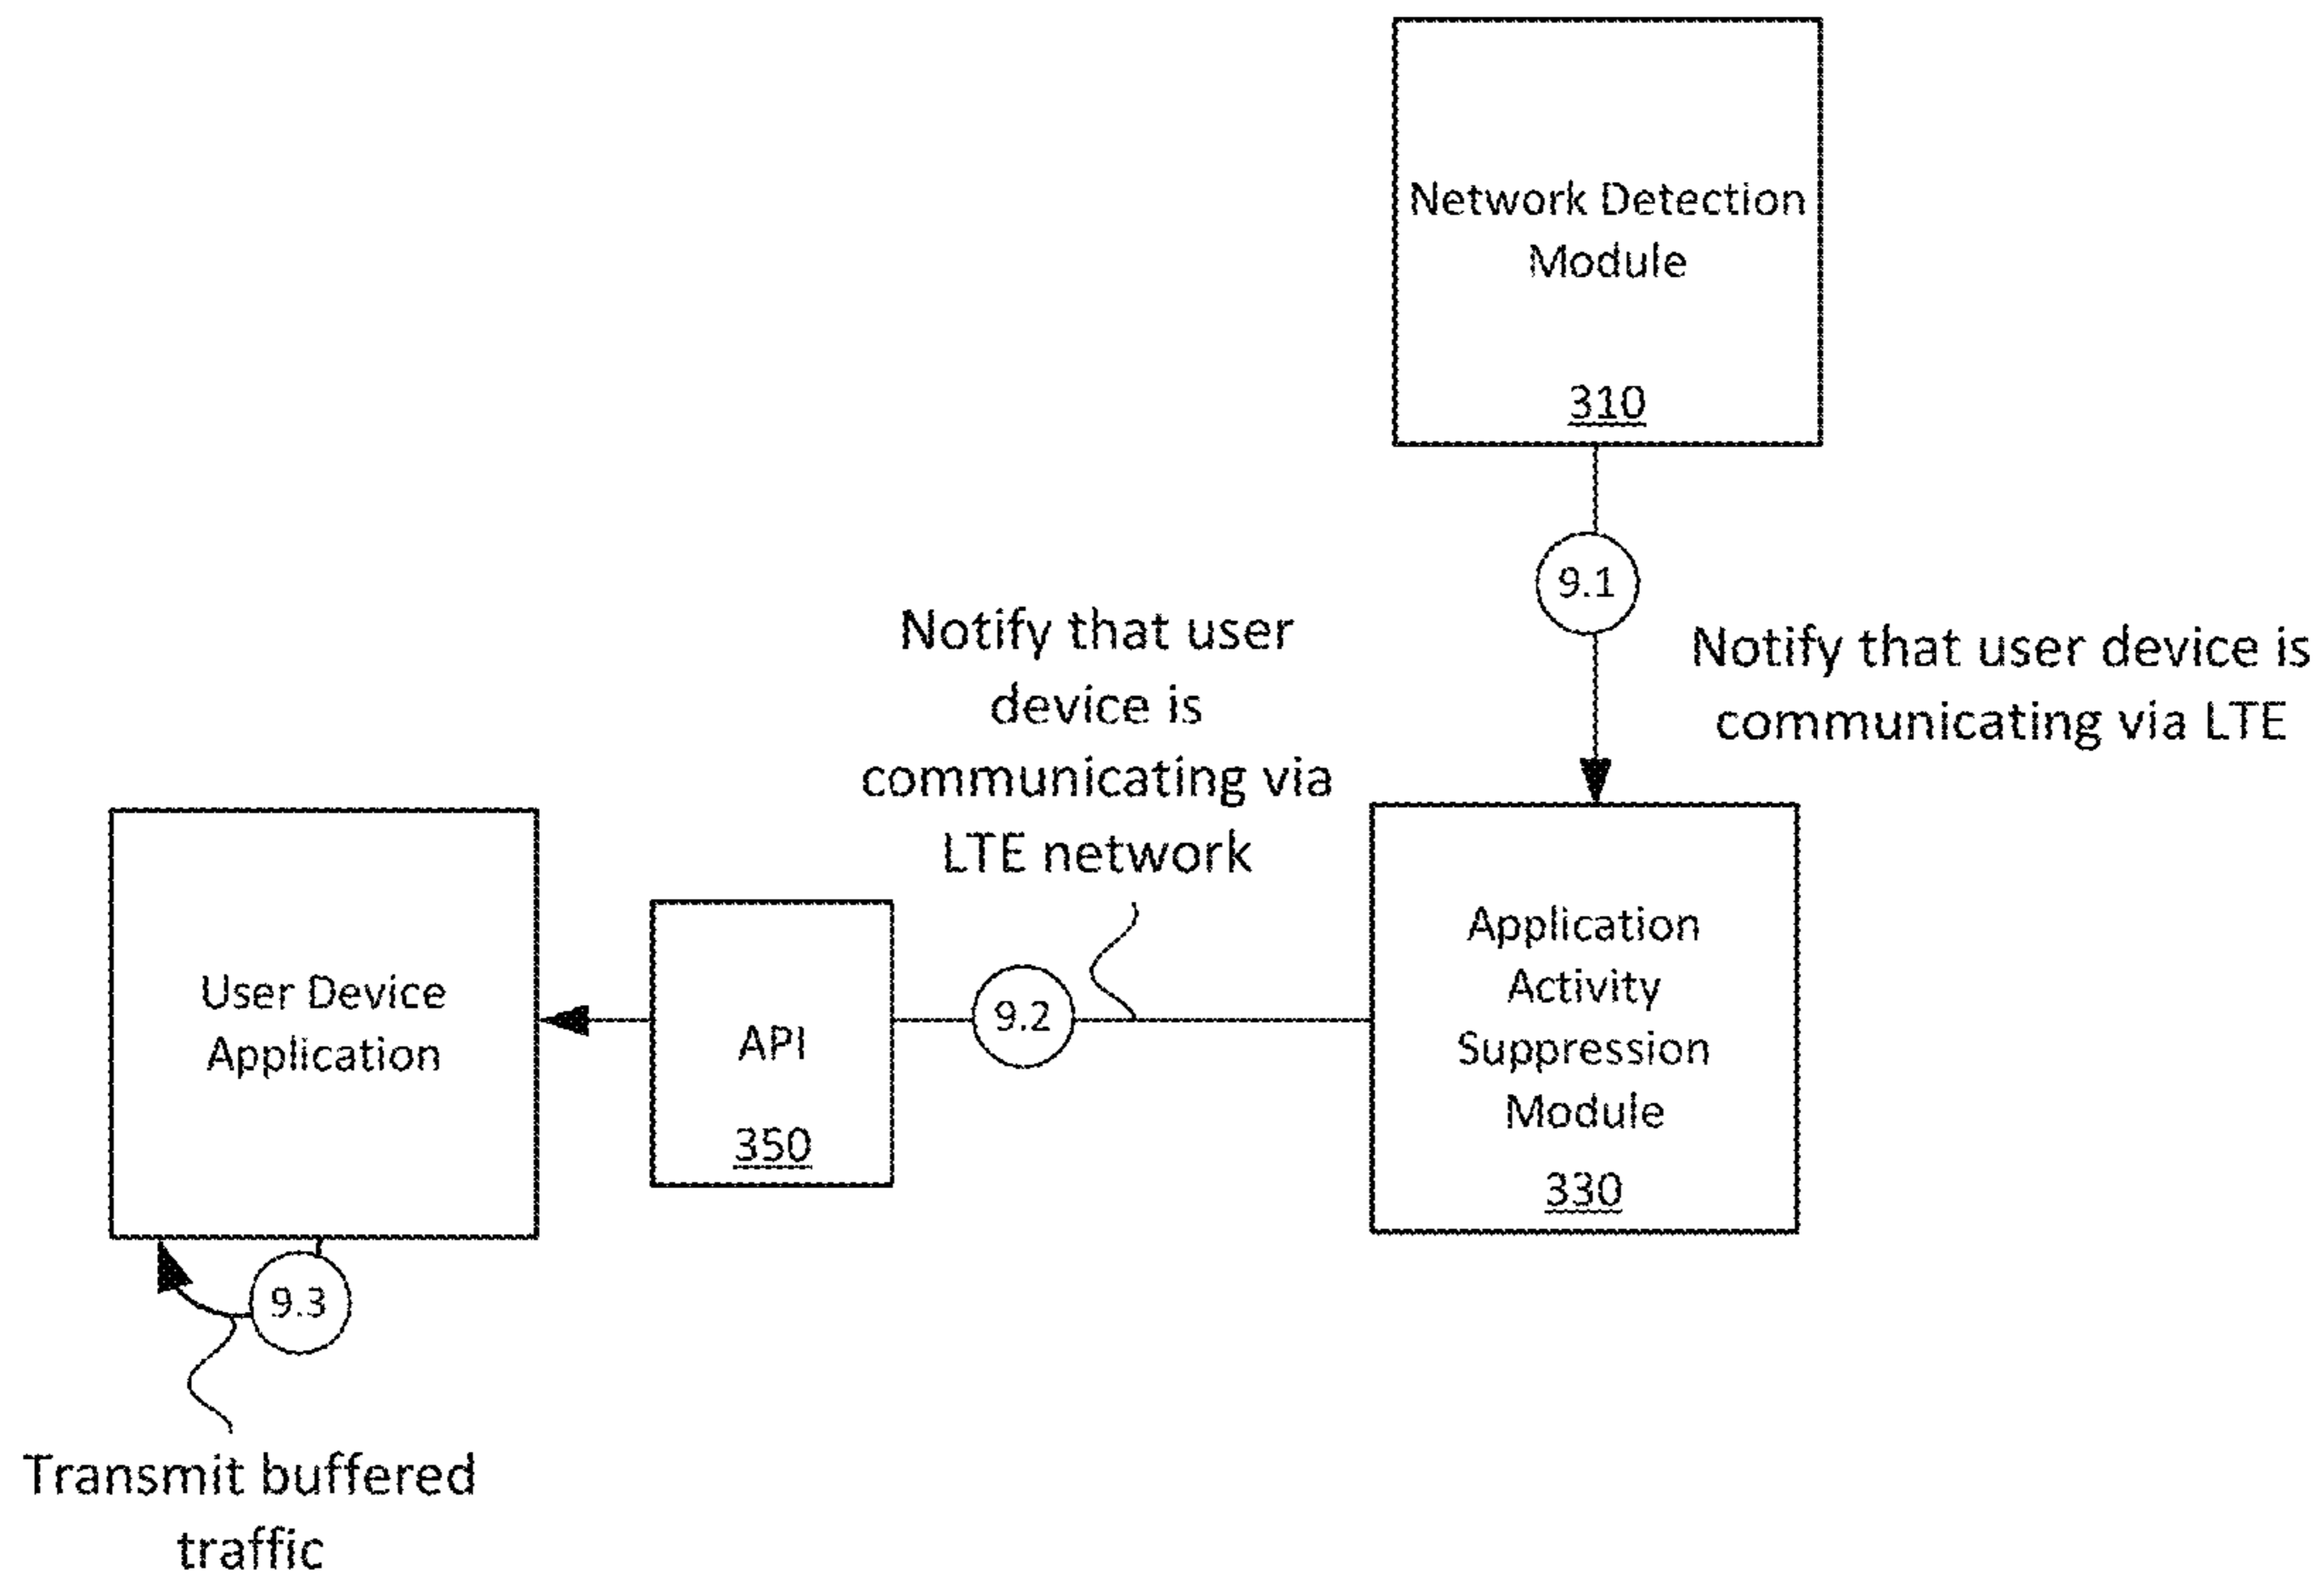 Network Detection
Module
310
9.1
Notify that user device is
communicating via LTE
Notify that user
device is
communicating via
LTE network
User Device
Application
API
350
9.2
Application
Activity
Suppression
Module
330
9.3
Transmit buffered
traffic